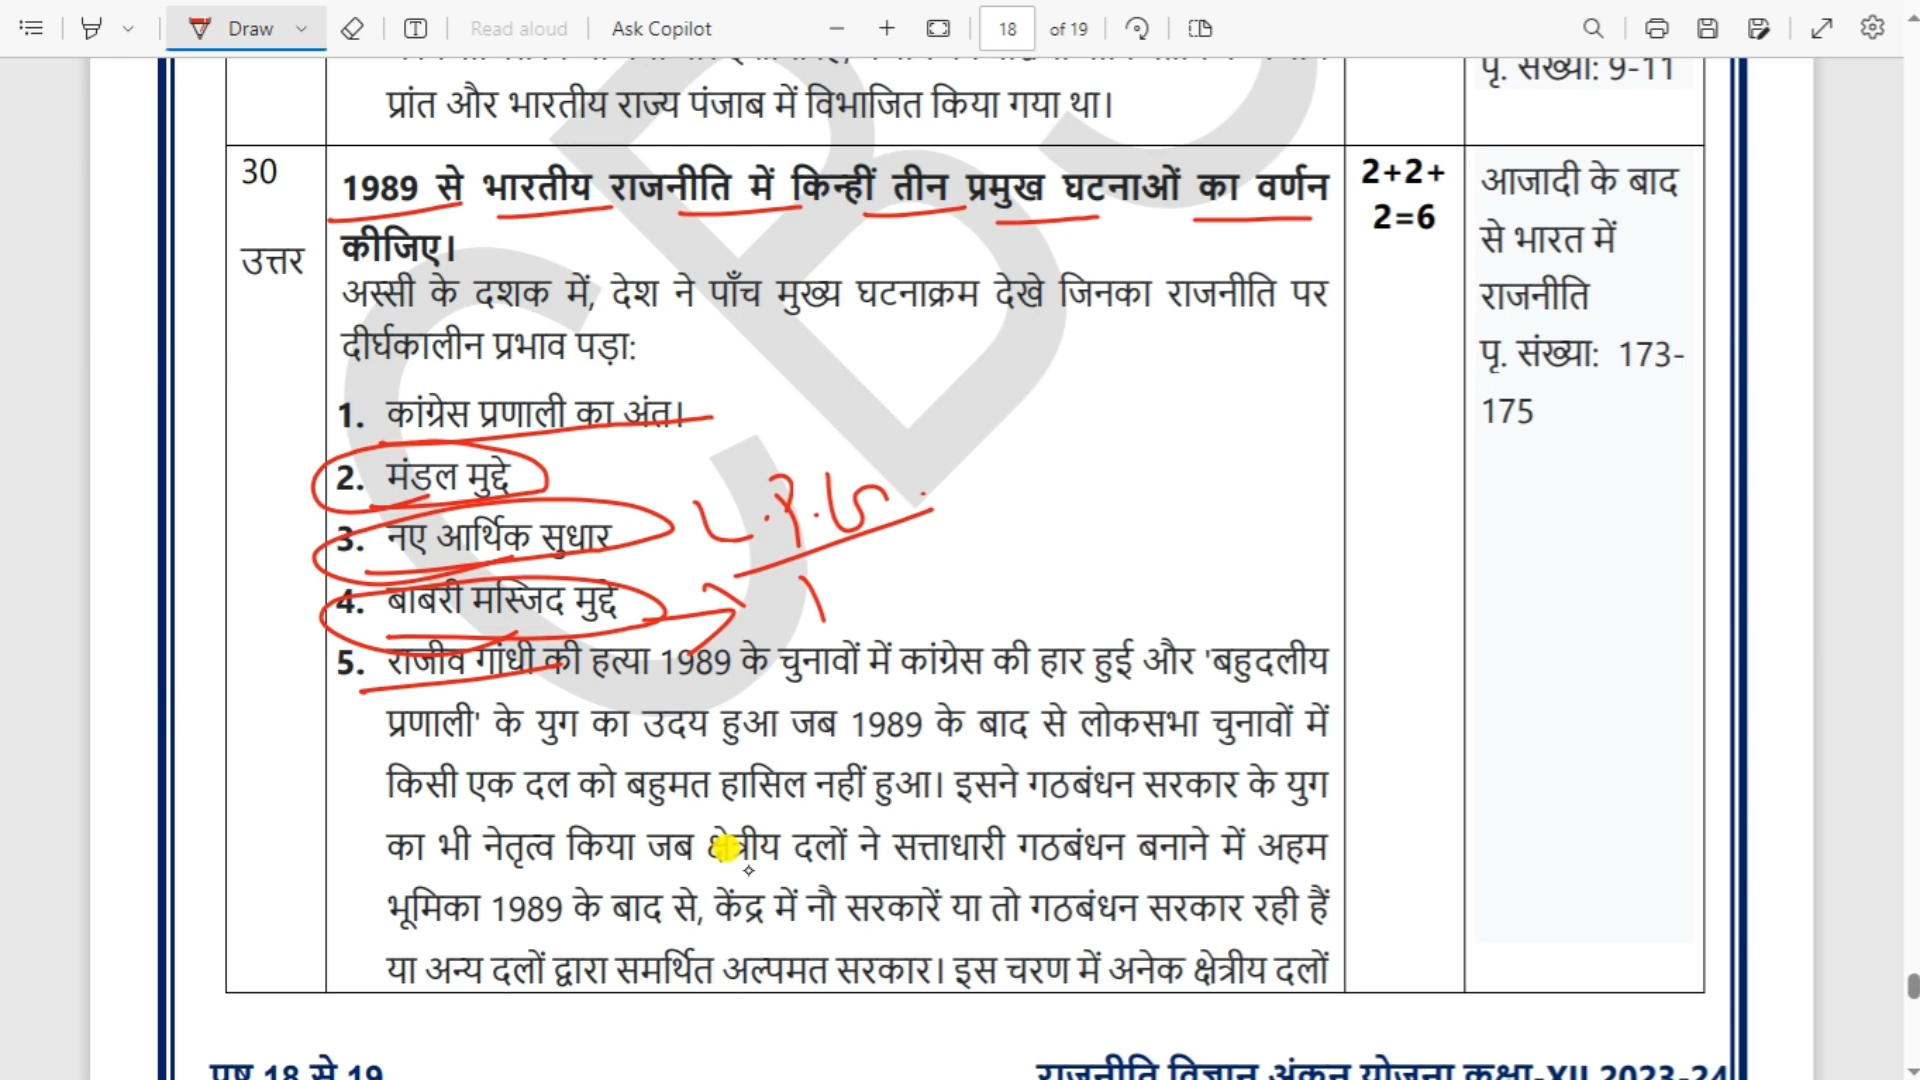 Draw
Read aloud
Ask Copilot
18
of 19
प्रांत और भारतीय राज्य पंजाब में विभाजित किया गया था।
पृ. संख्या: 9-11
30
1989 से भारतीय राजनीति में किन्हीं तीन प्रमुख घटनाओं का वर्णन
कीजिए।
2+2+
2=6
उत्तर
अस्सी के दशक में, देश ने पाँच मुख्य घटनाक्रम देखे जिनका राजनीति पर
दीर्घकालीन प्रभाव पड़ा:
1. कांग्रेस प्रणाली का अंत।
2. मंडल मुद्दे
3. नए आर्थिक सुधार
4. बाबरी मस्जिद मुद्दे
5. राजीव गांधी की हत्या 1989 के चुनावों में कांग्रेस की हार हुई और 'बहुदलीय
प्रणाली' के युग का उदय हुआ जब 1989 के बाद से लोकसभा चुनावों में
किसी एक दल को बहुमत हासिल नहीं हुआ। इसने गठबंधन सरकार के युग
का भी नेतृत्व किया जब क्षेत्रीय दलों ने सत्ताधारी गठबंधन बनाने में अहम
भूमिका 1989 के बाद से, केंद्र में नौ सरकारें या तो गठबंधन सरकार रही हैं
या अन्य दलों द्वारा समर्थित अल्पमत सरकार। इस चरण में अनेक क्षेत्रीय दलों
आजादी के बाद
से भारत में
राजनीति
पृ. संख्या: 173-
175
पृष्ठ 18 से 19
राजनीति विज्ञान अंकन योजना कक्षा-XII 2023-24